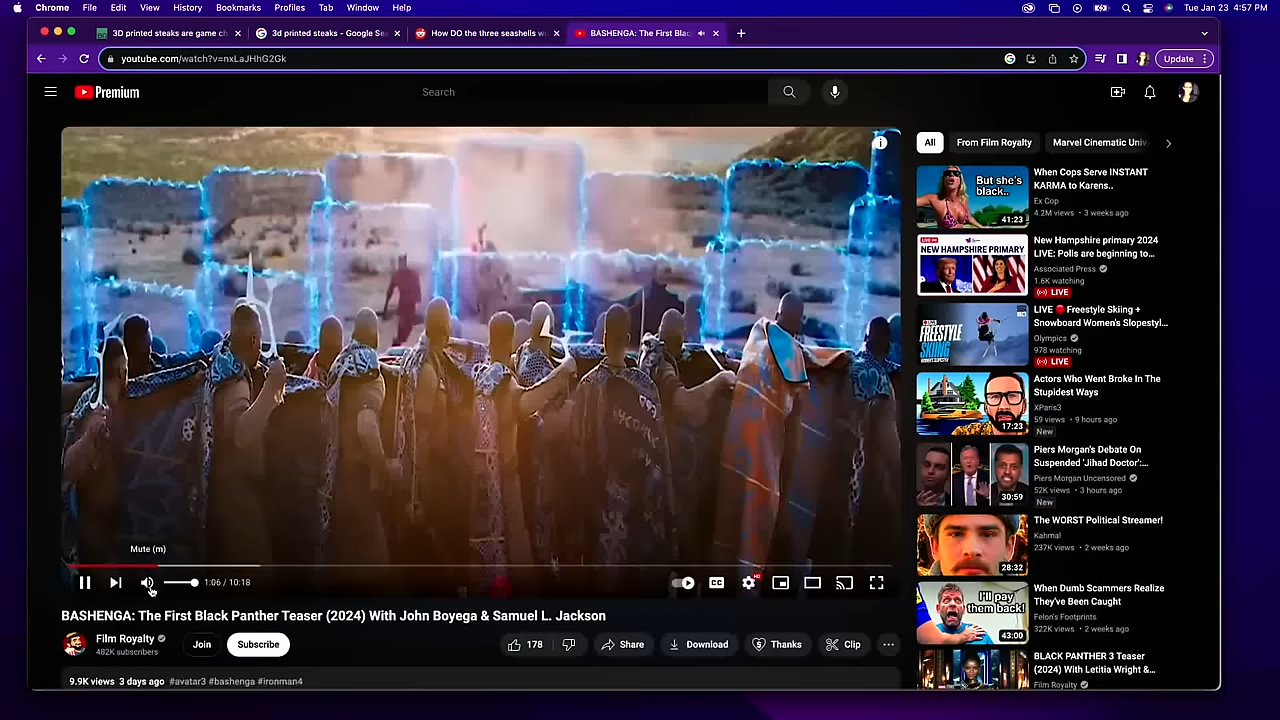 Chrome File Edit View History Bookmarks Profiles Tab Window Help Tue Jan 23 4:57 PM
3D printed steaks are game ch
3d printed steaks - Google Se
How DO the three seashells w
BASHENGA: The First Blac
youtube.com/watch?v=nxLaJHhG2Gk
Update
Premium
Search
Mute (m)
1:06 / 10:18
CC
HD
BASHENGA: The First Black Panther Teaser (2024) With John Boyega & Samuel L. Jackson
Film Royalty
482K subscribers
Join
Subscribe
178
Share
Download
Thanks
Clip
9.9K views 3 days ago #avatar3 #bashenga #ironman4
All
From Film Royalty
Marvel Cinematic Univ
But she's
black..
41:23
When Cops Serve INSTANT
KARMA to Karens..
Ex Cop
4.2M views • 3 weeks ago
NEW HAMPSHIRE PRIMARY
New Hampshire primary 2024
LIVE: Polls are beginning to...
Associated Press
1.6K watching
LIVE
FREESTYLE
SKIING
LIVE Freestyle Skiing +
Snowboard Women's Slopestyl...
Olympics
978 watching
LIVE
17:23
Actors Who Went Broke In The
Stupidest Ways
XParis3
59 views • 9 hours ago
New
30:59
Piers Morgan's Debate On
Suspended 'Jihad Doctor':...
Piers Morgan Uncensored
52K views • 3 hours ago
New
28:32
The WORST Political Streamer!
Kahmal
237K views • 2 weeks ago
I'll pay
them back!
43:00
When Dumb Scammers Realize
They've Been Caught
Felon's Footprints
322K views • 2 weeks ago
BLACK PANTHER 3 Teaser
(2024) With Letitia Wright &...
Film Royalty